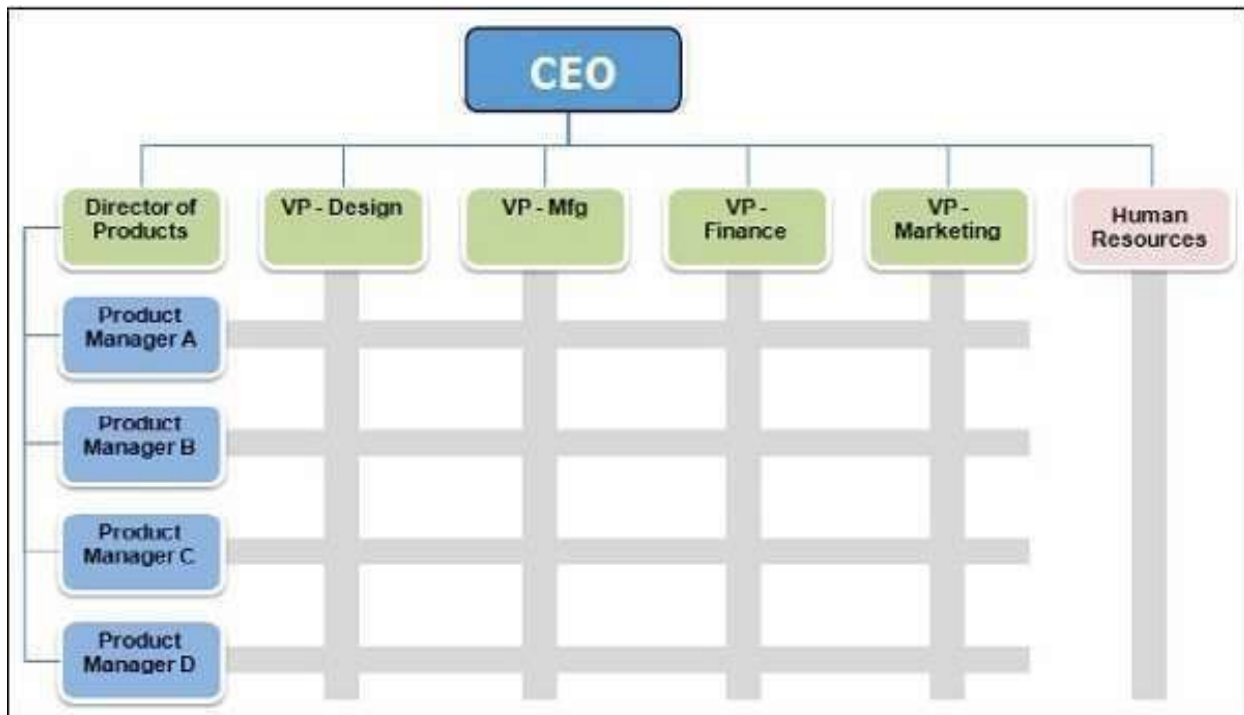 CEO
Director of
Products
VP - Design
VP - Mfg
VP -
Finance
VP -
Marketing
Human
Resources
Product
Manager A
Product
Manager B
Product
Manager C
Product
Manager D